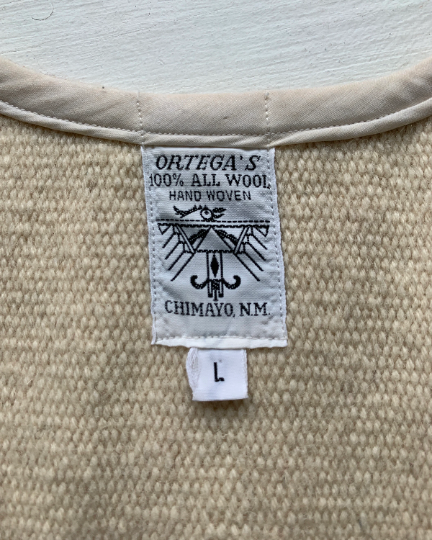 ORTEGA'S
100% ALL WOOL
HAND WOVEN
CHIMAYO, N.M.
L